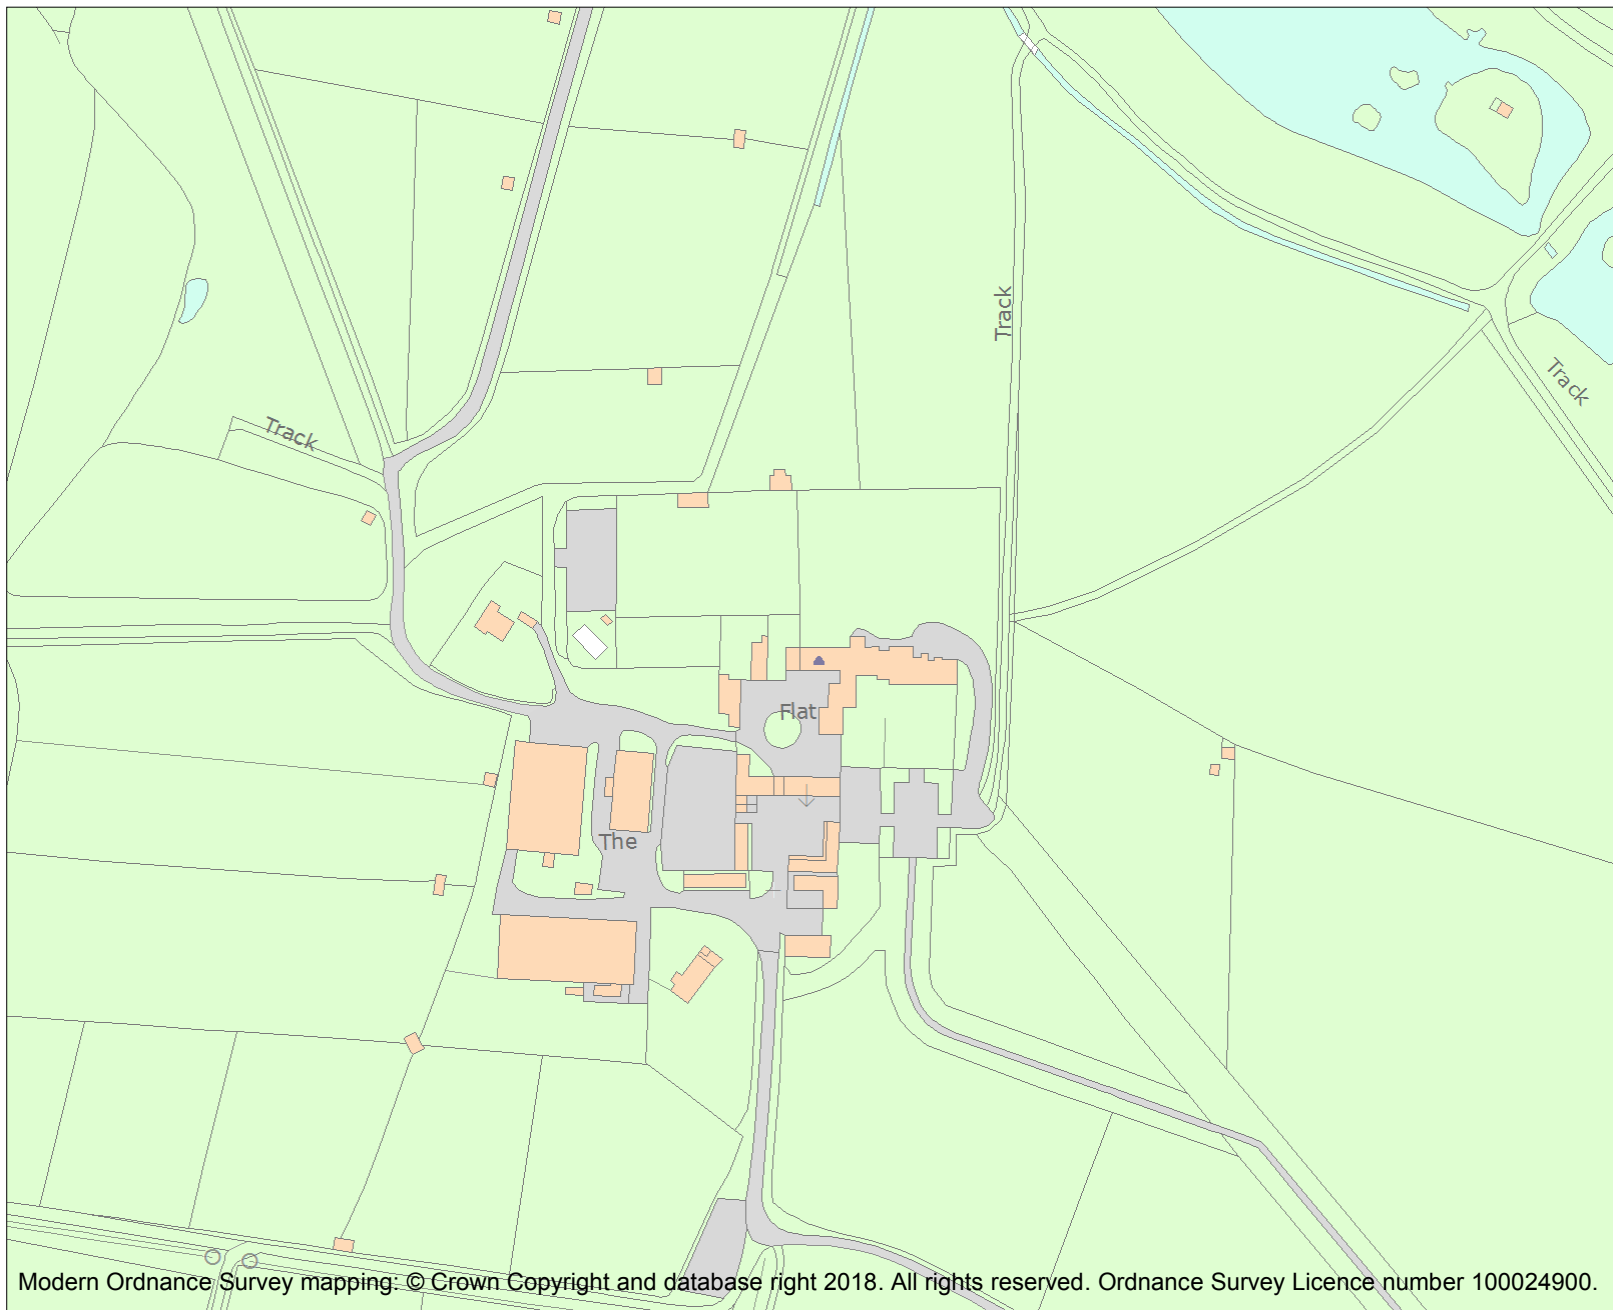 Track
Track
Track
Flat
The
Modern Ordnance Survey mapping: © Crown Copyright and database right 2018. All rights reserved. Ordnance Survey Licence number 100024900.